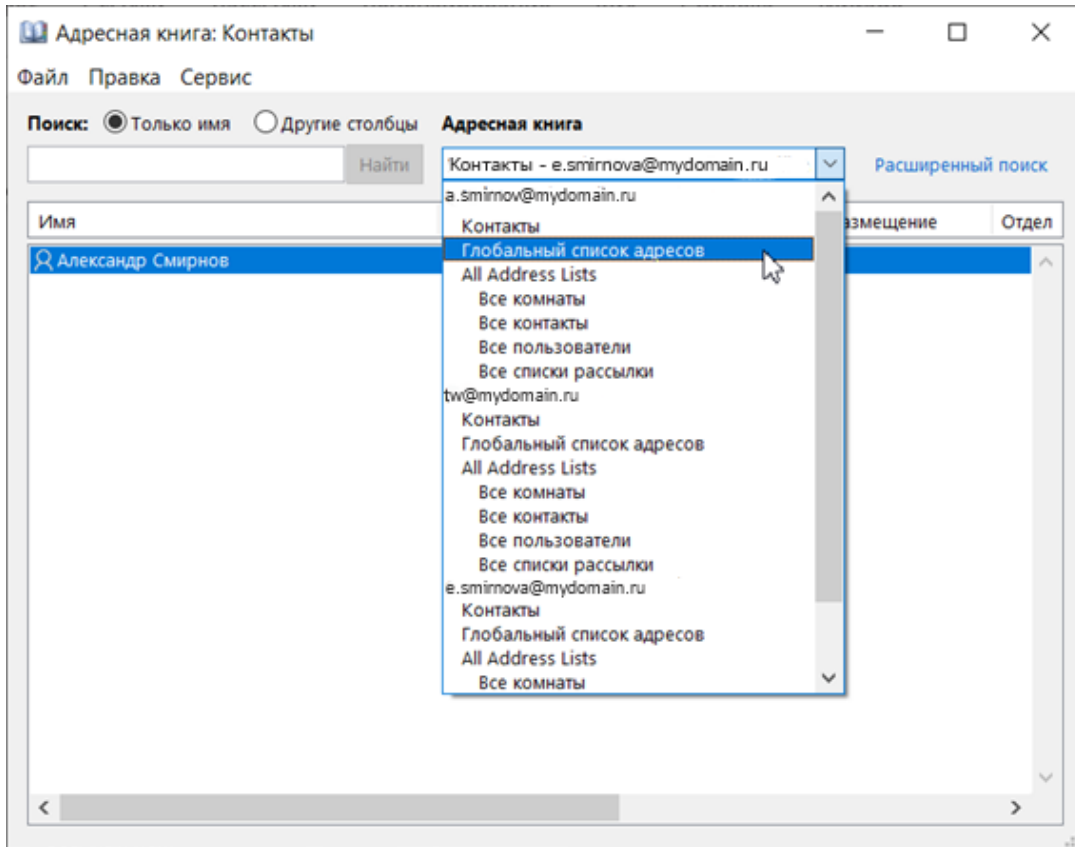 Адресная книга: Контакты
Файл Правка Сервис
Поиск: Только имя Другие столбцы Адресная книга
Найти Контакты - e.smirnova@mydomain.ru Расширенный поиск
a.smirnov@mydomain.ru
Имя азмещение Отдел
Контакты
Александр Смирнов Глобальный список адресов
All Address Lists
Все комнаты
Все контакты
Все пользователи
Все списки рассылки
tw@mydomain.ru
Контакты
Глобальный список адресов
All Address Lists
Все комнаты
Все контакты
Все пользователи
Все списки рассылки
e.smirnova@mydomain.ru
Контакты
Глобальный список адресов
All Address Lists
Все комнаты